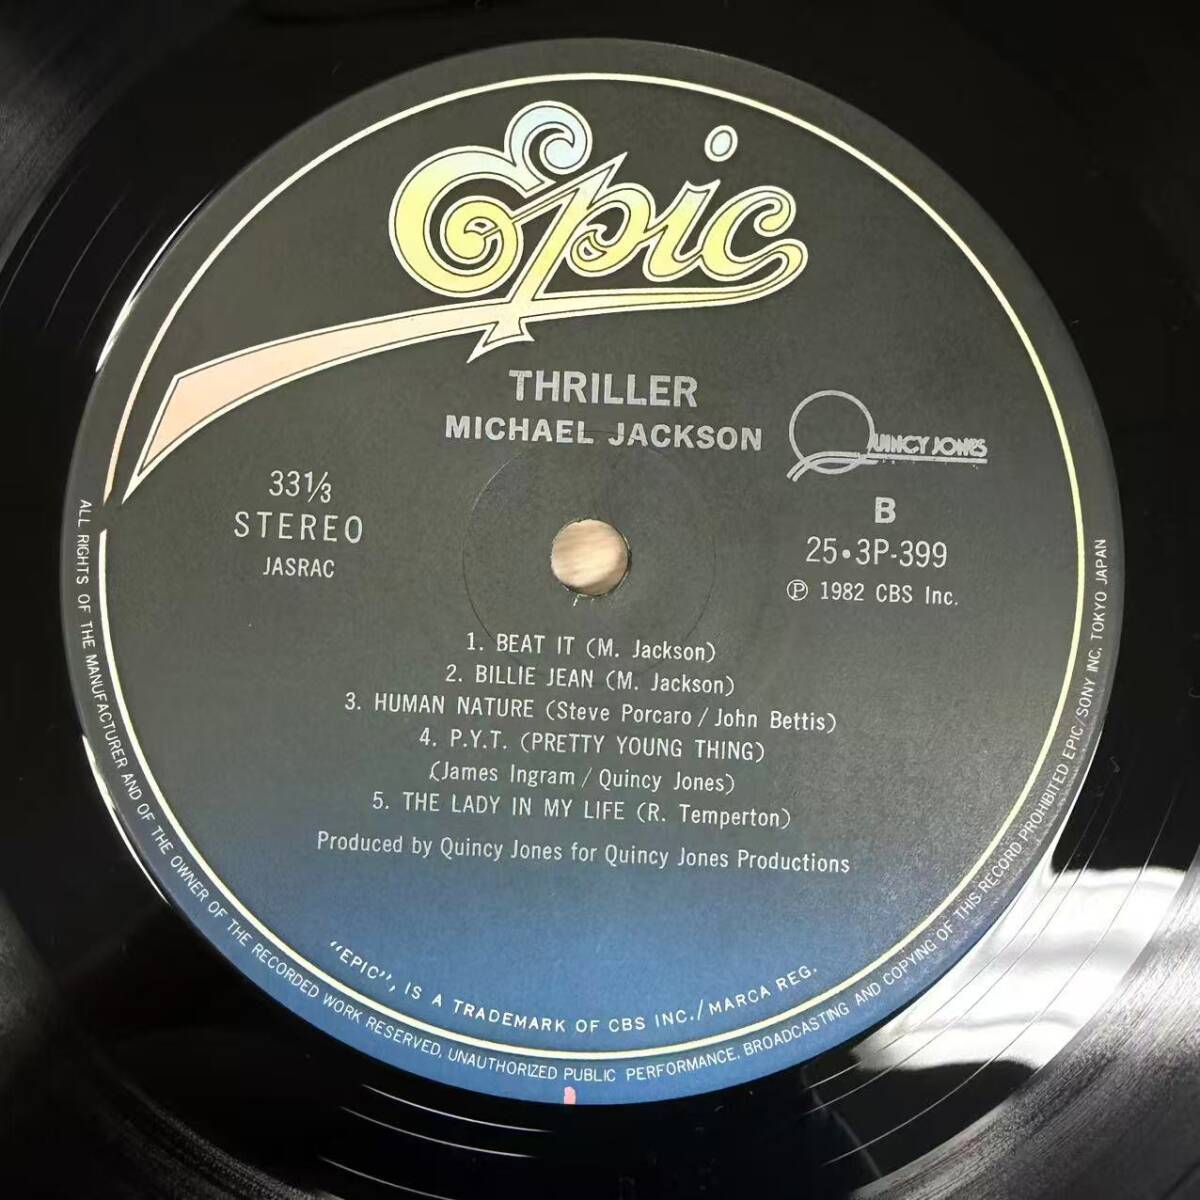 Epic
THRILLER
MICHAEL JACKSON
QUINCY JONES
33⅓
STEREO
JASRAC
B
25•3P-399
Ⓟ 1982 CBS Inc.
1. BEAT IT (M. Jackson)
2. BILLIE JEAN (M. Jackson)
3. HUMAN NATURE (Steve Porcaro / John Bettis)
4. P.Y.T. (PRETTY YOUNG THING)
(James Ingram / Quincy Jones)
5. THE LADY IN MY LIFE (R. Temperton)
Produced by Quincy Jones for Quincy Jones Productions
"EPIC", IS A TRADEMARK OF CBS INC./MARCA REG.
ALL RIGHTS OF THE MANUFACTURER AND OF THE OWNER OF THE RECORDED WORK RESERVED, UNAUTHORIZED PUBLIC PERFORMANCE, BROADCASTING AND COPYING OF THIS RECORD PROHIBITED EPIC/SONY INC. TOKYO JAPAN